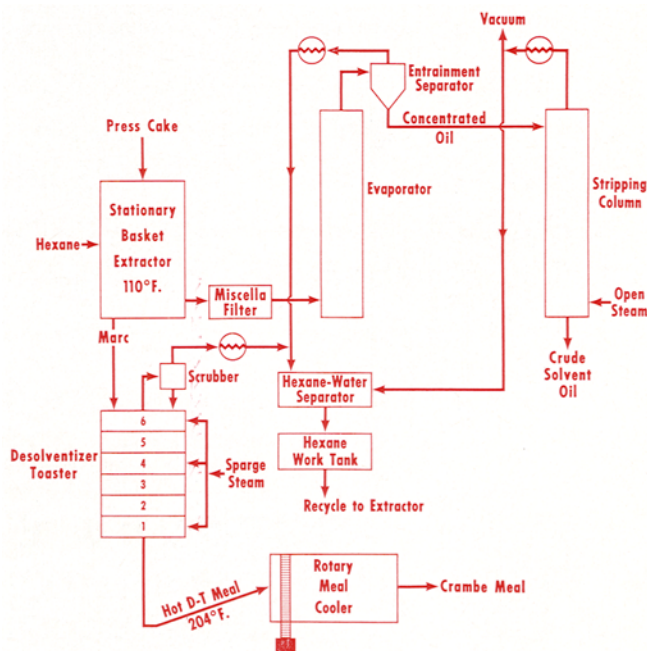 Vacuum
Entrainment
Separator
Concentrated
Oil
Press Cake
Stationary
Basket
Extractor
110°F.
Hexane
Evaporator
Stripping
Column
Miscella
Filter
Open
Steam
Marc
Scrubber
Hexane-Water
Separator
Crude
Solvent
Oil
Desolventizer
Toaster
6
5
4
3
2
1
Sparge
Steam
Hexane
Work Tank
Recycle to Extractor
Hot D-T Meal
204°F.
Rotary
Meal
Cooler
Crambe Meal